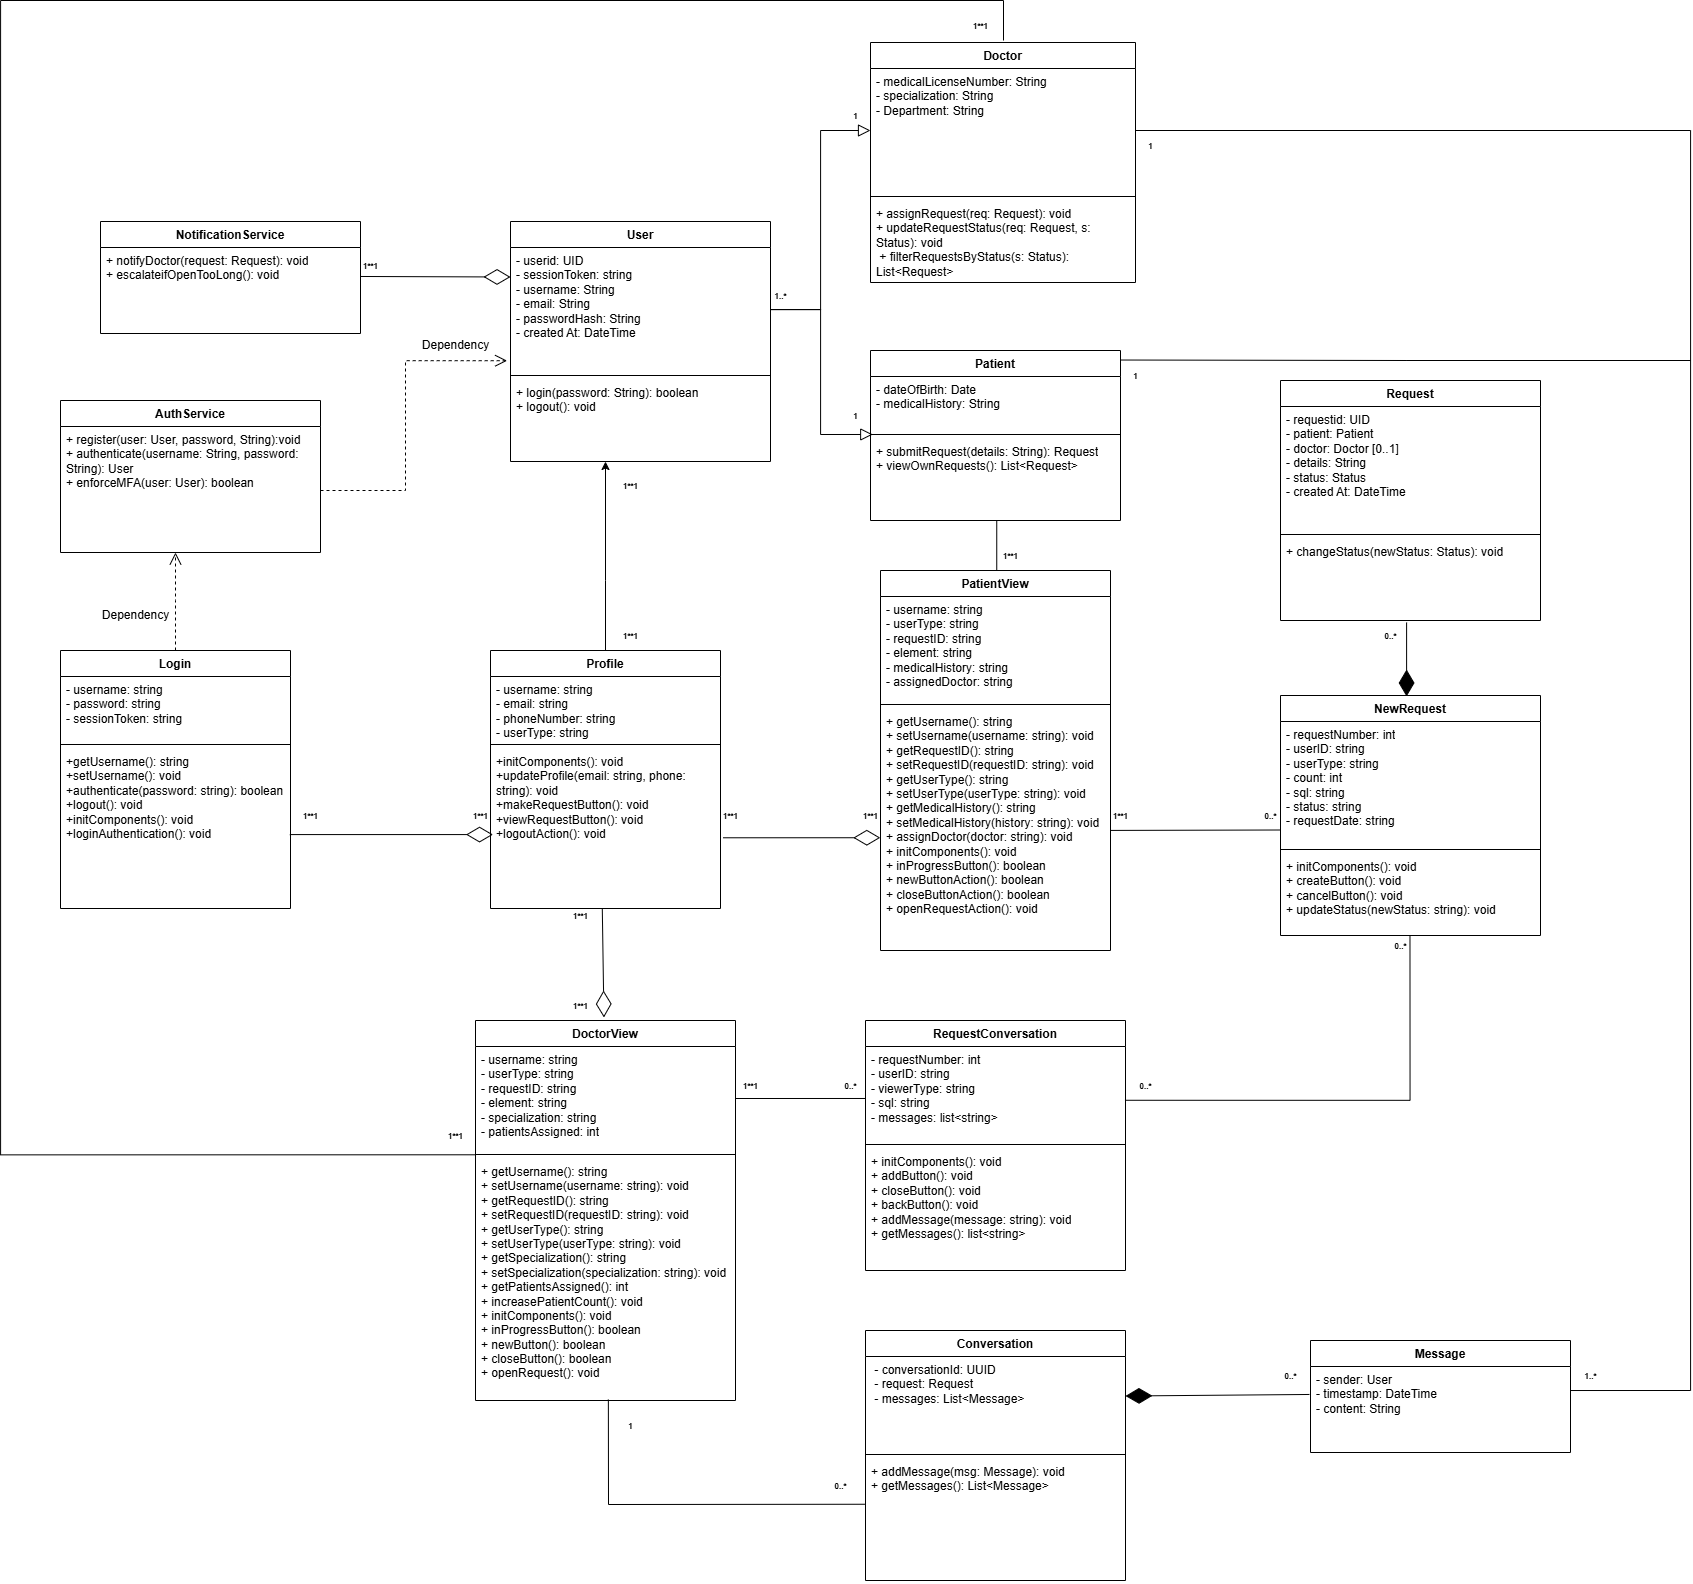 1**1
Doctor
- medicalLicenseNumber: String
- specialization: String
- Department: String
+ assignRequest(req: Request): void
+ updateRequestStatus(req: Request, s:
Status): void
+ filterRequestsByStatus(s: Status):
List<Request>
1
1
NotificationService
+ notifyDoctor(request: Request): void
+ escalateifOpenTooLong(): void
1**1
User
- userid: UID
- sessionToken: string
- username: String
- email: String
- passwordHash: String
- created At: DateTime
+ login(password: String): boolean
+ logout(): void
1..*
1**1
Dependency
AuthService
+ register(user: User, password, String):void
+ authenticate(username: String, password:
String): User
+ enforceMFA(user: User): boolean
Dependency
Patient
- dateOfBirth: Date
- medicalHistory: String
+ submitRequest(details: String): Request
+ viewOwnRequests(): List<Request>
1
1
1**1
Request
- requestid: UID
- patient: Patient
- doctor: Doctor [0..1]
- details: String
- status: Status
- created At: DateTime
+ changeStatus(newStatus: Status): void
0..*
Login
- username: string
- password: string
- sessionToken: string
+getUsername(): string
+setUsername(): void
+authenticate(password: string): boolean
+logout(): void
+initComponents(): void
+loginAuthentication(): void
1**1
1**1
1**1
Profile
- username: string
- email: string
- phoneNumber: string
- userType: string
+initComponents(): void
+updateProfile(email: string, phone:
string): void
+makeRequestButton(): void
+viewRequestButton(): void
+logoutAction(): void
1**1
1**1
1**1
PatientView
- username: string
- userType: string
- requestID: string
- element: string
- medicalHistory: string
- assignedDoctor: string
+ getUsername(): string
+ setUsername(username: string): void
+ getRequestID(): string
+ setRequestID(requestID: string): void
+ getUserType(): string
+ setUserType(userType: string): void
+ getMedicalHistory(): string
+ setMedicalHistory(history: string): void
+ assignDoctor(doctor: string): void
+ initComponents(): void
+ inProgressButton(): boolean
+ newButtonAction(): boolean
+ closeButtonAction(): boolean
+ openRequestAction(): void
1**1
0..*
NewRequest
- requestNumber: int
- userID: string
- userType: string
- count: int
- sql: string
- status: string
- requestDate: string
+ initComponents(): void
+ createButton(): void
+ cancelButton(): void
+ updateStatus(newStatus: string): void
0..*
1**1
DoctorView
- username: string
- userType: string
- requestID: string
- element: string
- specialization: string
- patientsAssigned: int
+ getUsername(): string
+ setUsername(username: string): void
+ getRequestID(): string
+ setRequestID(requestID: string): void
+ getUserType(): string
+ setUserType(userType: string): void
+ getSpecialization(): string
+ setSpecialization(specialization: string): void
+ getPatientsAssigned(): int
+ increasePatientCount(): void
+ initComponents(): void
+ inProgressButton(): boolean
+ newButton(): boolean
+ closeButton(): boolean
+ openRequest(): void
1**1
1**1
0..*
RequestConversation
- requestNumber: int
- userID: string
- viewerType: string
- sql: string
- messages: list<string>
+ initComponents(): void
+ addButton(): void
+ closeButton(): void
+ backButton(): void
+ addMessage(message: string): void
+ getMessages(): list<string>
0..*
1
0..*
Conversation
- conversationId: UUID
- request: Request
- messages: List<Message>
+ addMessage(msg: Message): void
+ getMessages(): List<Message>
0..*
Message
- sender: User
- timestamp: DateTime
- content: String
1..*